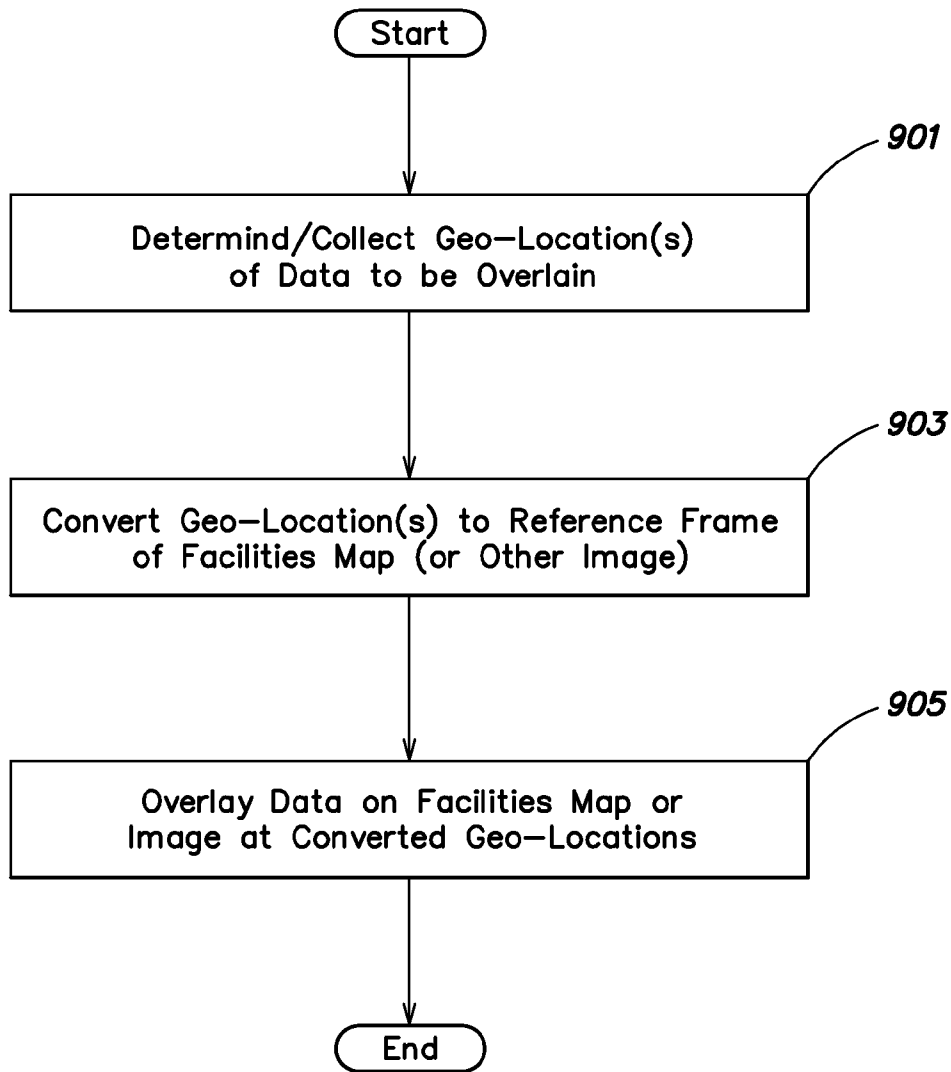 Start
901
Determind/Collect Geo-Location(s)
of Data to be Overlain
903
Convert Geo-Location(s) to Reference Frame
of Facilities Map (or Other Image)
905
Overlay Data on Facilities Map or
Image at Converted Geo-Locations
End